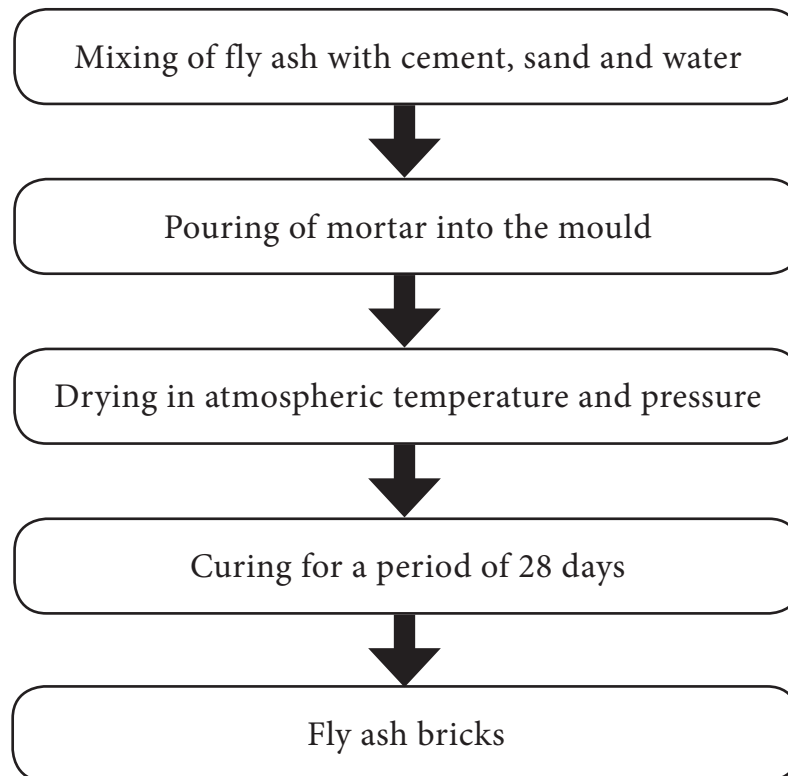 Mixing of fly ash with cement, sand and water
Pouring of mortar into the mould
Drying in atmospheric temperature and pressure
Curing for a period of 28 days
Fly ash bricks